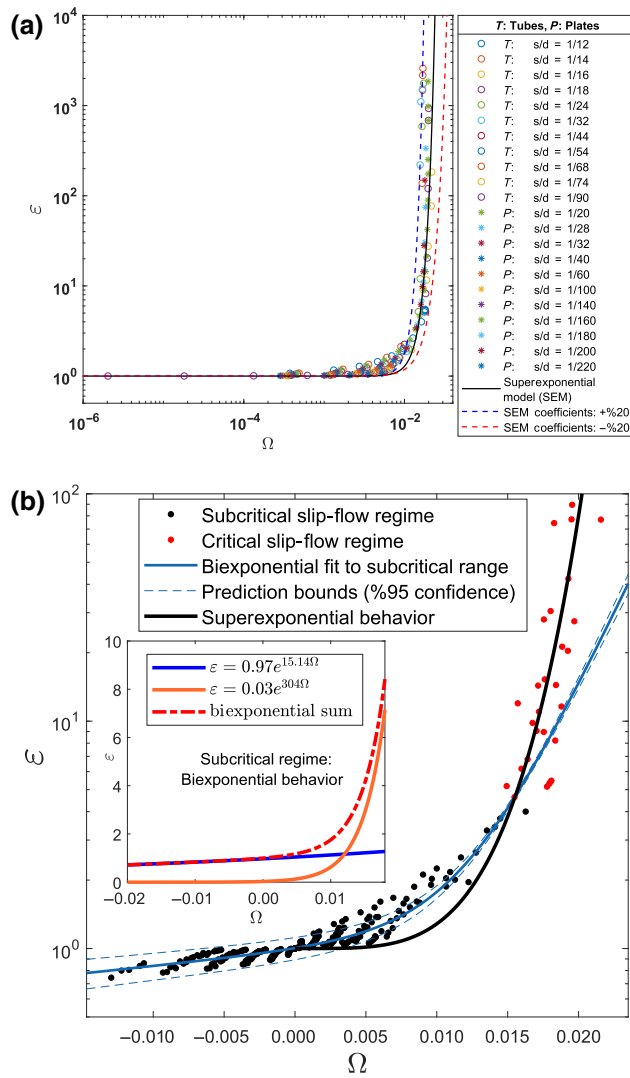 (a)
10^4
10^3
10^2
10^1
10^0
ε
10^−6
10^−4
10^−2
Ω
T: Tubes, P: Plates
T: s/d = 1/12
T: s/d = 1/14
T: s/d = 1/16
T: s/d = 1/18
T: s/d = 1/24
T: s/d = 1/32
T: s/d = 1/44
T: s/d = 1/54
T: s/d = 1/68
T: s/d = 1/74
T: s/d = 1/90
P: s/d = 1/20
P: s/d = 1/28
P: s/d = 1/32
P: s/d = 1/40
P: s/d = 1/60
P: s/d = 1/100
P: s/d = 1/140
P: s/d = 1/160
P: s/d = 1/180
P: s/d = 1/200
P: s/d = 1/220
Superexponential
model (SEM)
SEM coefficients: +%20
SEM coefficients: −%20
(b)
10^2
10^1
10^0
ε
Subcritical slip-flow regime
Critical slip-flow regime
Biexponential fit to subcritical range
Prediction bounds (%95 confidence)
Superexponential behavior
10
8
6
4
2
0
ε
ε = 0.97e^15.14Ω
ε = 0.03e^304Ω
biexponential sum
Subcritical regime:
Biexponential behavior
−0.02
−0.01
0.00
0.01
Ω
−0.010
−0.005
0.000
0.005
0.010
0.015
0.020
Ω